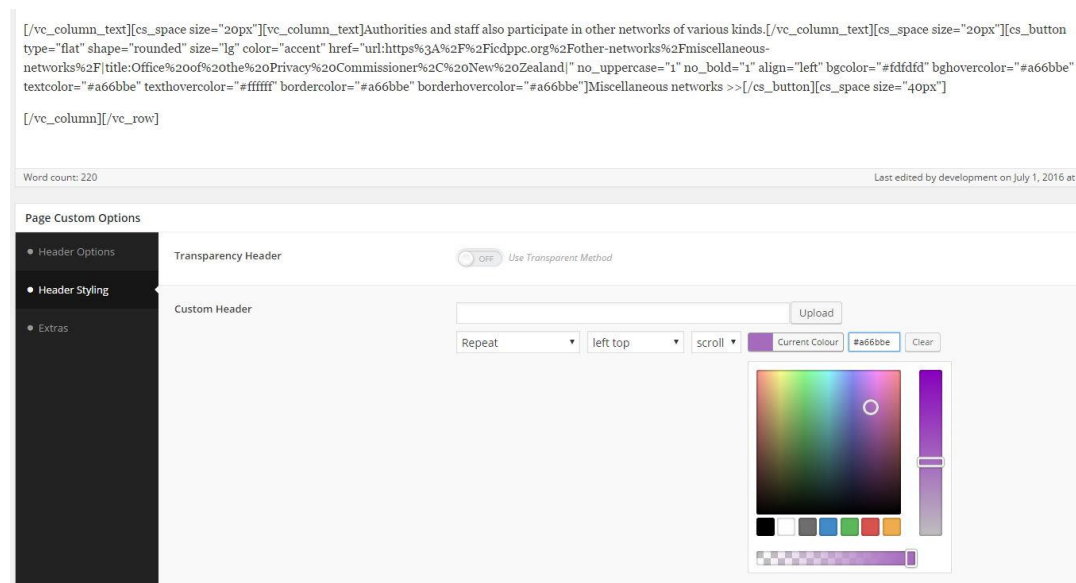 [/vc_column_text][cs_space size="20px"][vc_column_text]Authorities and staff also participate in other networks of various kinds.[/vc_column_text][cs_space size="20px"][cs_button
type="flat" shape="rounded" size="lg" color="accent" href="url:https%3A%2F%2Ficdppc.org%2Fother-networks%2Fmiscellaneous-
networks%2F|title:Office%20of%20the%20Privacy%20Commissioner%2C%20New%20Zealand|" no_uppercase="1" no_bold="1" align="left" bgcolor="#fdfdfd" bghovercolor="#a66bbe"
textcolor="#a66bbe" texthovercolor="#ffffff" bordercolor="#a66bbe" borderhovercolor="#a66bbe"]Miscellaneous networks >>[/cs_button][cs_space size="40px"]
[/vc_column][/vc_row]
Word count: 220 Last edited by development on July 1, 2016 at
Page Custom Options
Header Options
Transparency Header OFF Use Transparent Method
Header Styling
Custom Header Upload
Extras
Repeat left top scroll Current Colour #a66bbe Clear